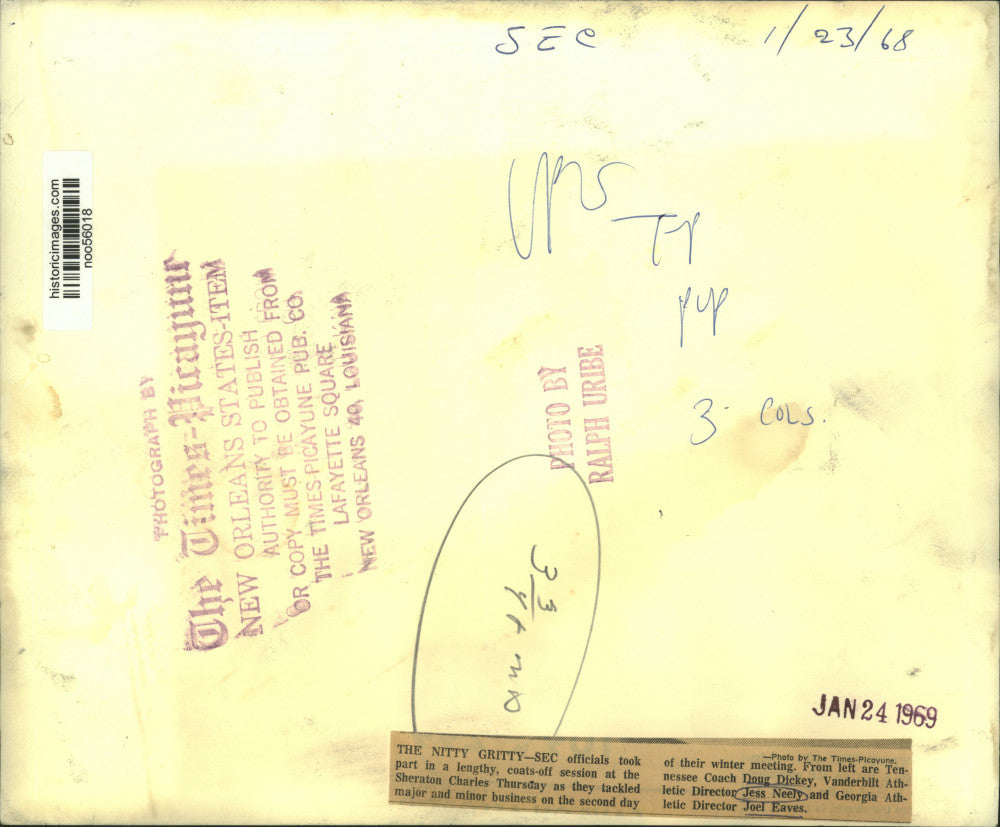 SEC 1/23/68
historicimages.com
noo56018
PHOTOGRAPH BY
The Times-Picayune
NEW ORLEANS STATES-ITEM
AUTHORITY TO PUBLISH
OR COPY MUST BE OBTAINED FROM
THE TIMES-PICAYUNE PUB. CO.
LAFAYETTE SQUARE
NEW ORLEANS 40, LOUISIANA
PHOTO BY
RALPH URIBE
3 COLS.
3 3/4
JAN 24 1969
THE NITTY GRITTY—SEC officials took
part in a lengthy, coats-off session at the
Sheraton Charles Thursday as they tackled
major and minor business on the second day
—Photo by The Times-Picayune.
of their winter meeting. From left are Ten-
nessee Coach Doug Dickey, Vanderbilt Ath-
letic Director Jess Neely and Georgia Ath-
letic Director Joel Eaves.